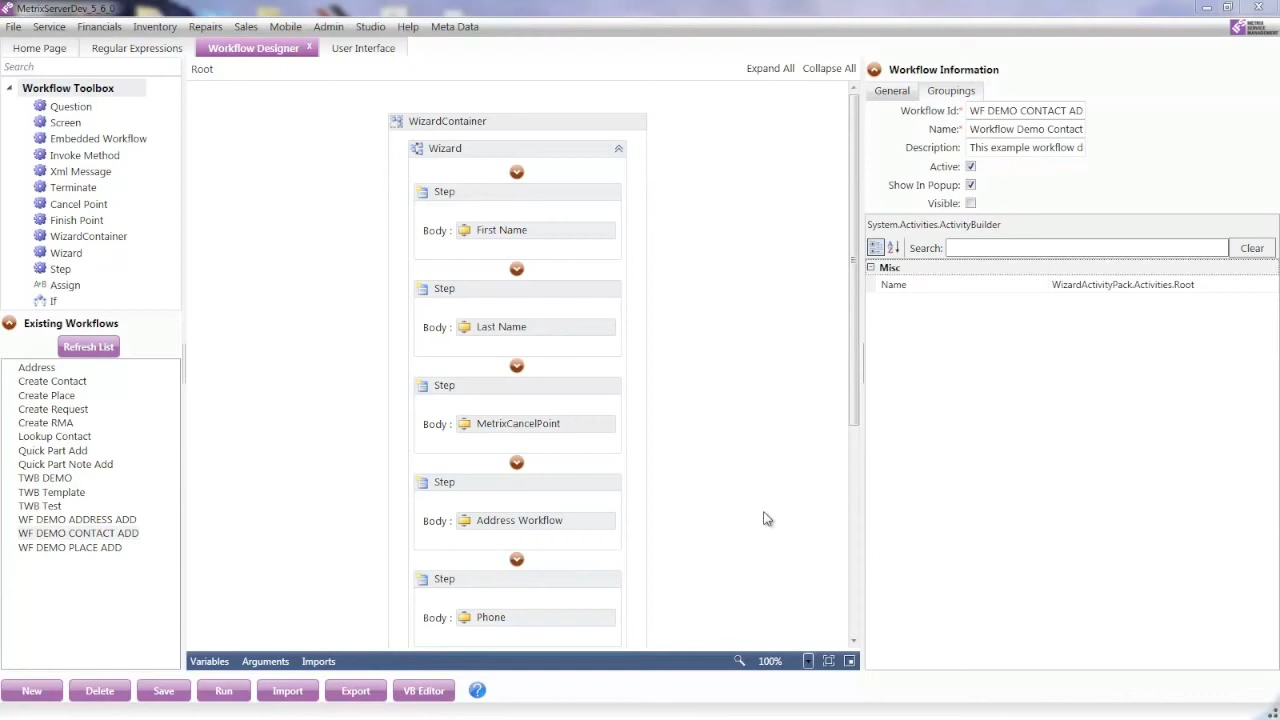 MetrixServerDev_5_6_0
File Service Financials Inventory Repairs Sales Mobile Admin Studio Help Meta Data
METRIX SERVICE MANAGEMENT
Home Page Regular Expressions Workflow Designer x User Interface
Search
Workflow Toolbox
Question
Screen
Embedded Workflow
Invoke Method
Xml Message
Terminate
Cancel Point
Finish Point
WizardContainer
Wizard
Step
A*B Assign
If
Existing Workflows
Refresh List
Address
Create Contact
Create Place
Create Request
Create RMA
Lookup Contact
Quick Part Add
Quick Part Note Add
TWB DEMO
TWB Template
TWB Test
WF DEMO ADDRESS ADD
WF DEMO CONTACT ADD
WF DEMO PLACE ADD
Root Expand All Collapse All
WizardContainer
Wizard
Step
Body : First Name
Step
Body : Last Name
Step
Body : MetrixCancelPoint
Step
Body : Address Workflow
Step
Body : Phone
Variables Arguments Imports 100%
Workflow Information
General Groupings
Workflow Id:* WF DEMO CONTACT AD
Name:* Workflow Demo Contact
Description: This example workflow d
Active:
Show In Popup:
Visible:
System.Activities.ActivityBuilder
Search: Clear
Misc
Name WizardActivityPack.Activities.Root
New Delete Save Run Import Export VB Editor ?